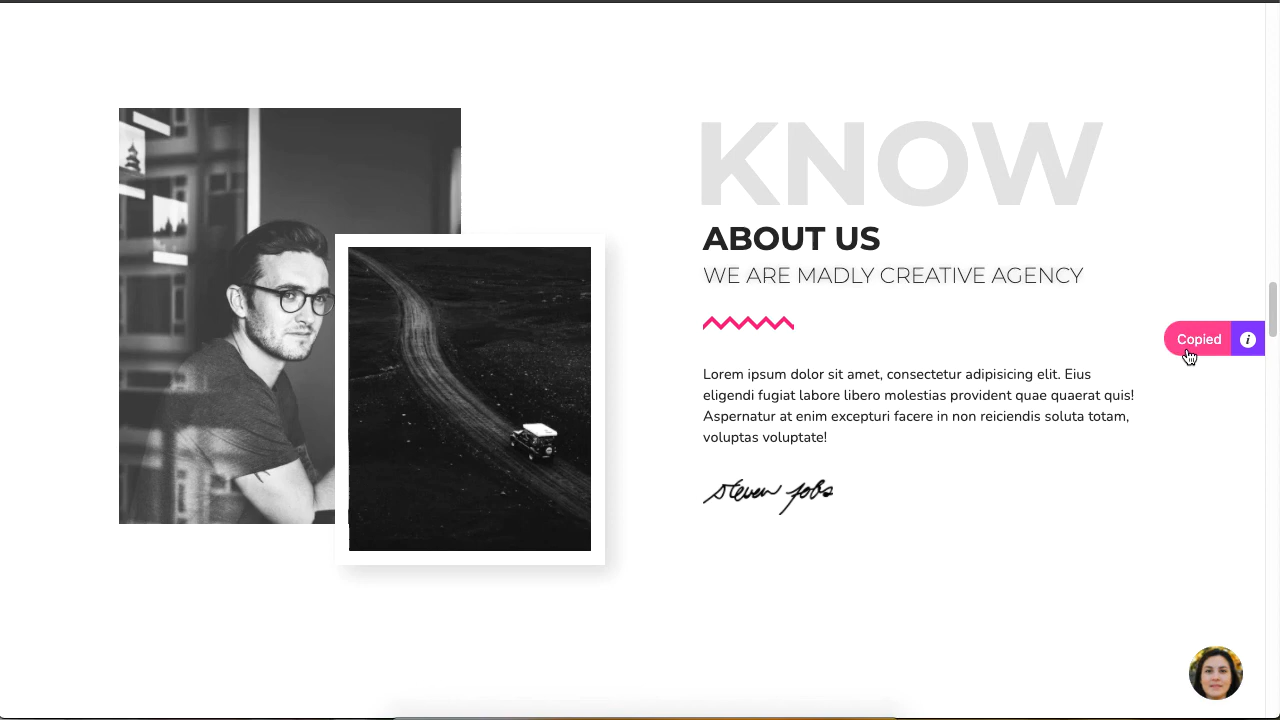 KNOW
ABOUT US
WE ARE MADLY CREATIVE AGENCY
Copied
i
Lorem ipsum dolor sit amet, consectetur adipisicing elit. Eius
eligendi fugiat labore libero molestias provident quae quaerat quis!
Aspernatur at enim excepturi facere in non reiciendis soluta totam,
voluptas voluptate!
steven jobs